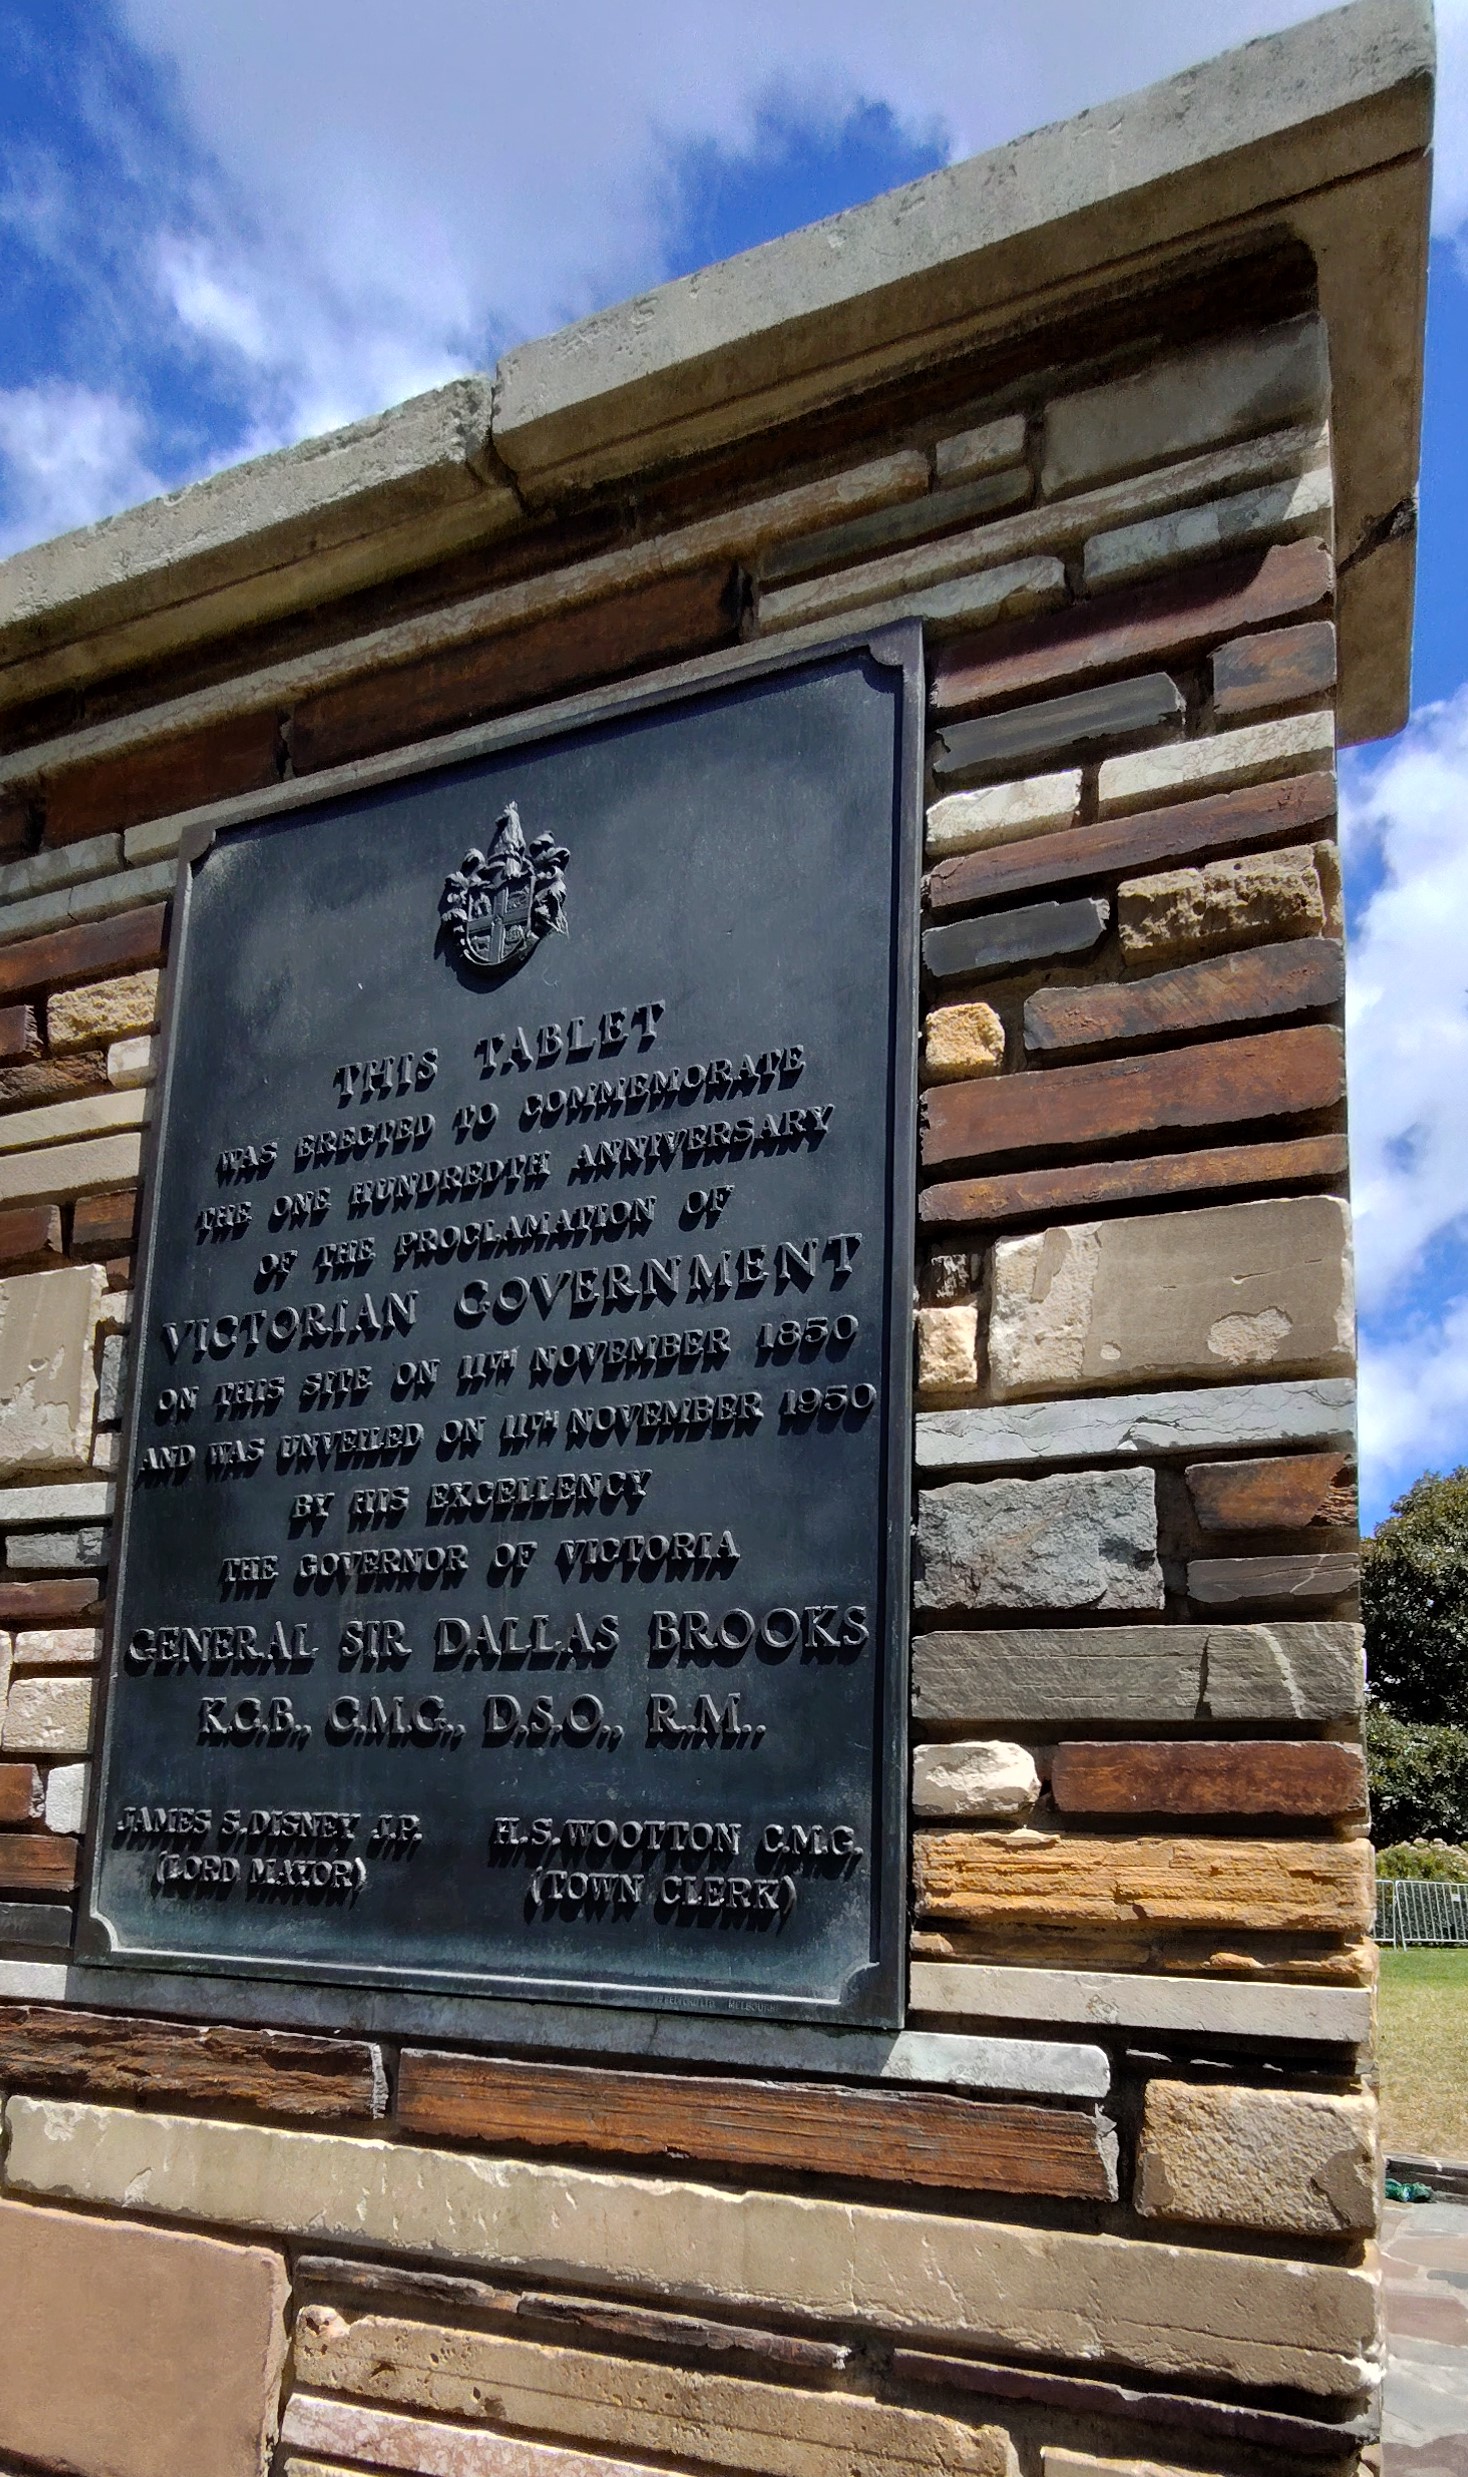 THIS TABLET
WAS ERECTED TO COMMEMORATE
THE ONE HUNDREDTH ANNIVERSARY
OF THE PROCLAMATION OF
VICTORIAN GOVERNMENT
ON THIS SITE ON 11TH NOVEMBER 1850
AND WAS UNVEILED ON 11TH NOVEMBER 1950
BY HIS EXCELLENCY
THE GOVERNOR OF VICTORIA
GENERAL SIR DALLAS BROOKS
K.C.B., C.M.G., D.S.O., R.M.,
JAMES S. DISNEY J.P. H.S. WOOTTON C.M.G.
(LORD MAYOR) (TOWN CLERK)
MELBOURNE